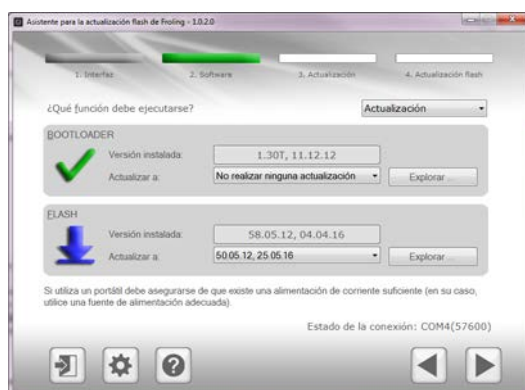 Asistente para la actualización flash de Froling - 1.0.2.0
1. Interfaz 2. Software 3. Actualización 4. Actualización flash
¿Qué función debe ejecutarse? Actualización
BOOTLOADER
Versión instalada: 1.30T, 11.12.12
Actualizar a: No realizar ninguna actualización Explorar ...
FLASH
Versión instalada: 58.05.12, 04.04.16
Actualizar a: 50.05.12, 25.05.16 Explorar ...
Si utiliza un portátil debe asegurarse de que existe una alimentación de corriente suficiente (en su caso,
utilice una fuente de alimentación adecuada).
Estado de la conexión: COM4(57600)